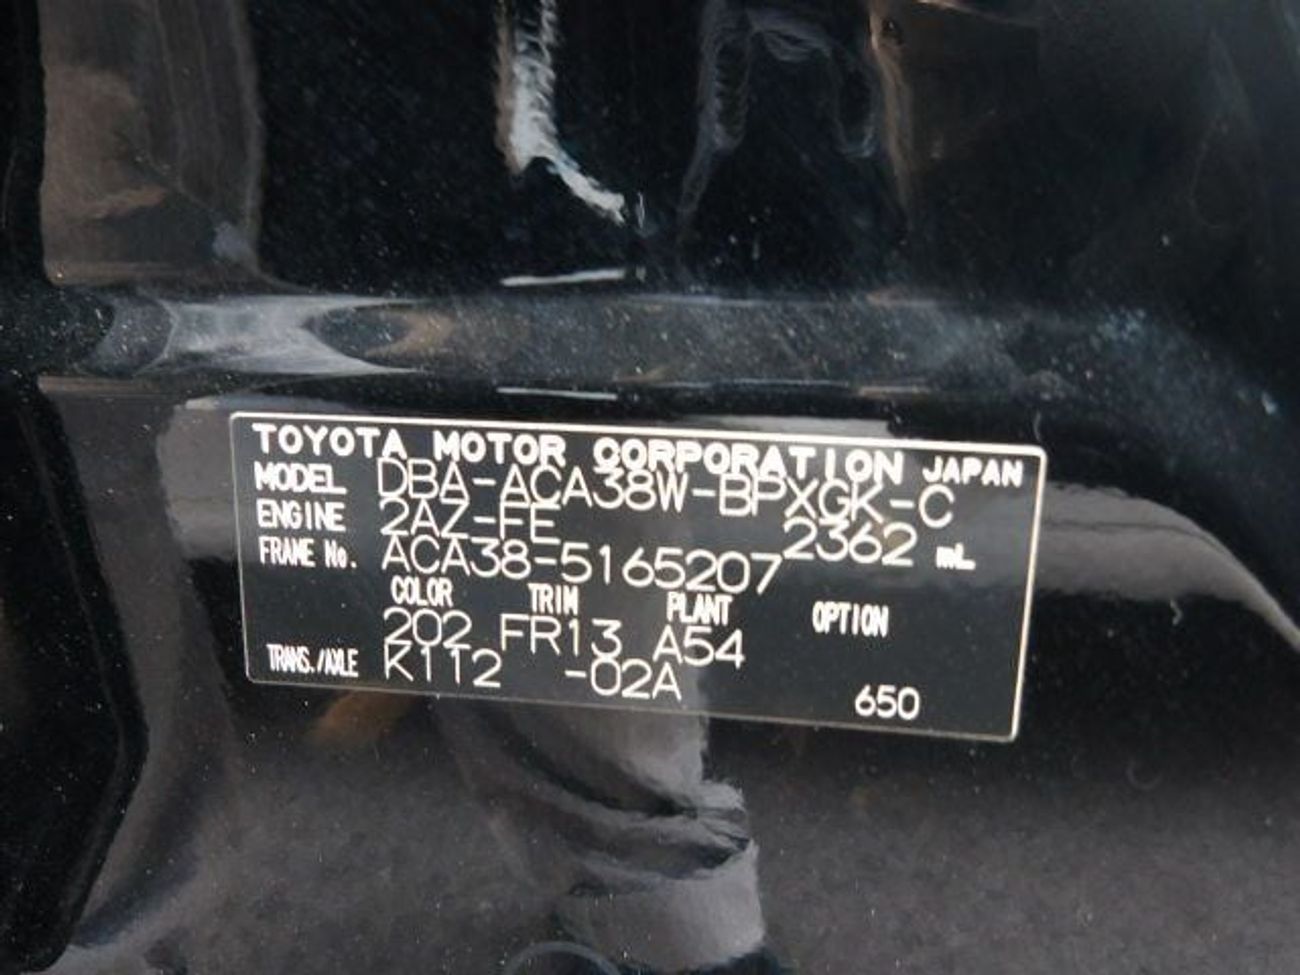 TOYOTA MOTOR CORPORATION JAPAN
MODEL DBA-ACA38W-BPXGK-C
ENGINE 2AZ-FE 2362 mL
FRAME No. ACA38-5165207
COLOR TRIM PLANT OPTION
202 FR13 A54
TRANS./AXLE K112 -02A
650